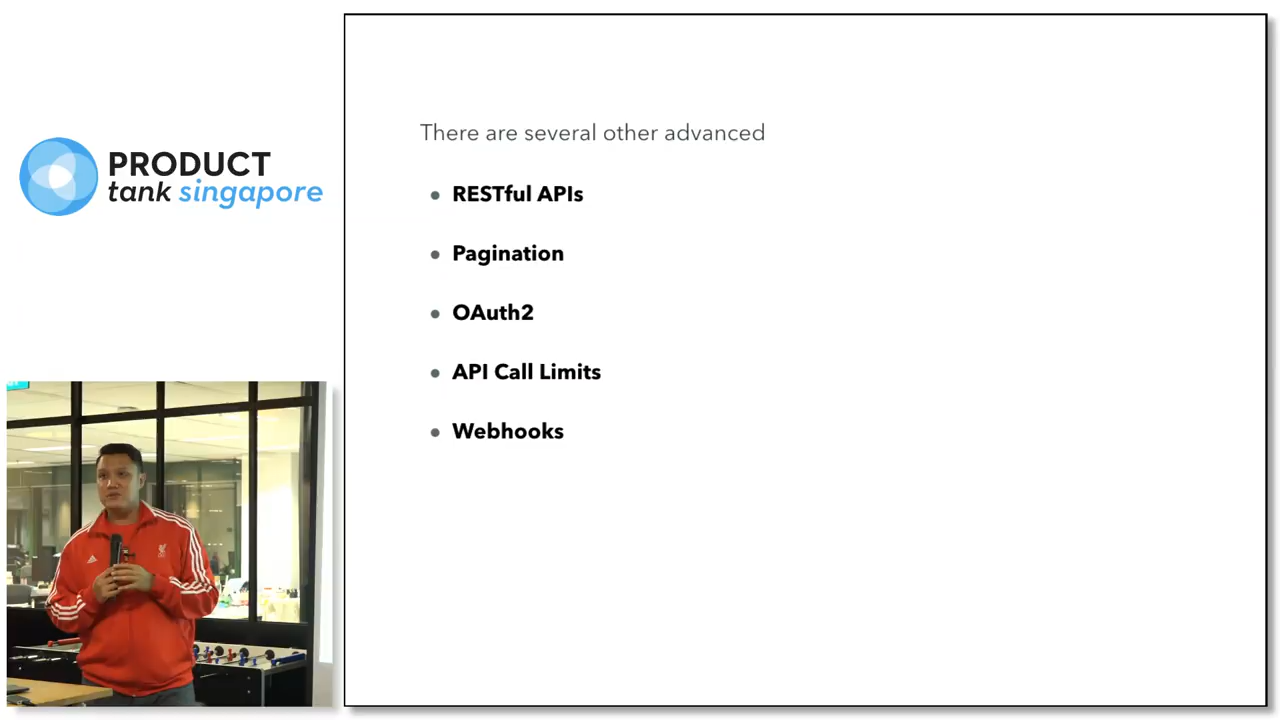 PRODUCT
tank singapore
There are several other advanced
RESTful APIs
Pagination
OAuth2
API Call Limits
Webhooks